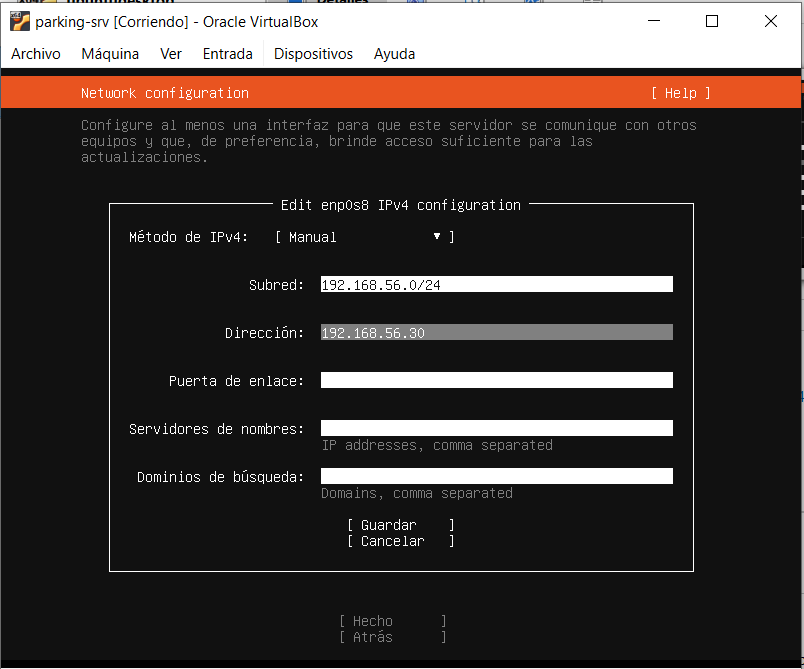 parking-srv [Corriendo] - Oracle VirtualBox
Archivo Máquina Ver Entrada Dispositivos Ayuda
Network configuration [ Help ]
Configure al menos una interfaz para que este servidor se comunique con otros
equipos y que, de preferencia, brinde acceso suficiente para las
actualizaciones.
Edit enp0s8 IPv4 configuration
Método de IPv4: [ Manual ▼ ]
Subred: 192.168.56.0/24
Dirección: 192.168.56.30
Puerta de enlace:
Servidores de nombres:
IP addresses, comma separated
Dominios de búsqueda:
Domains, comma separated
[ Guardar ]
[ Cancelar ]
[ Hecho ]
[ Atrás ]